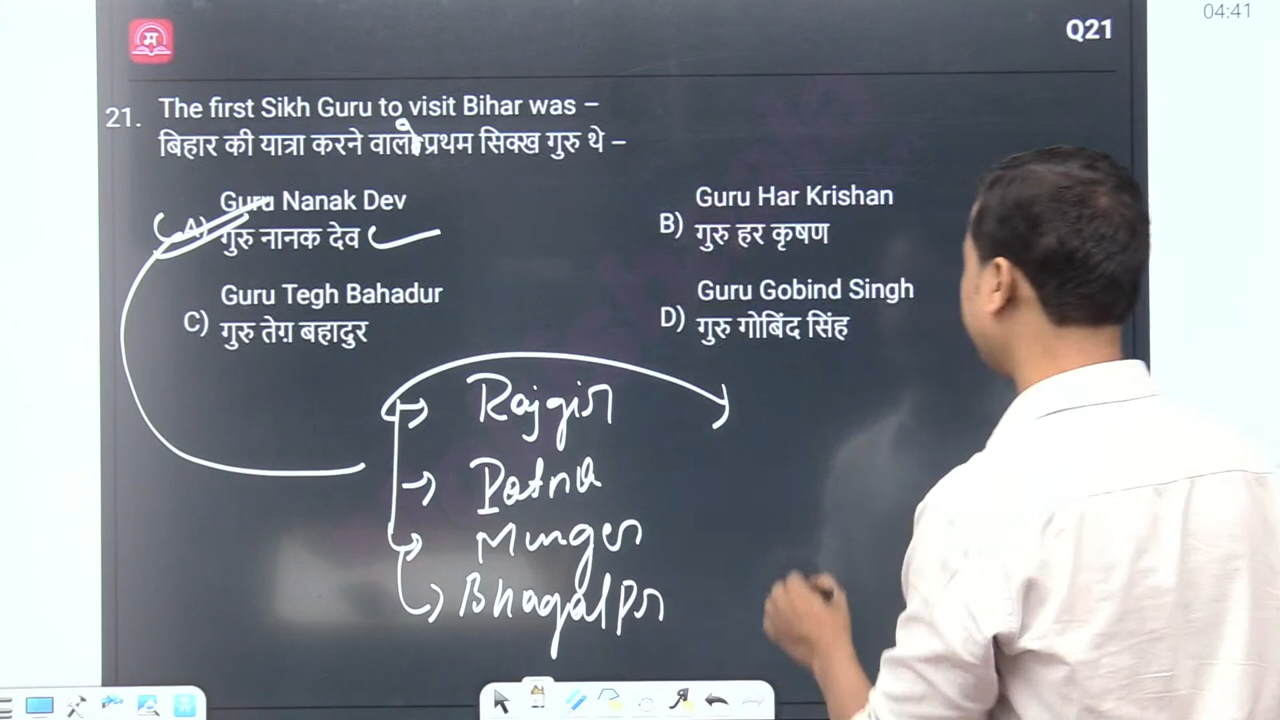 04:41
म
Q21
21. The first Sikh Guru to visit Bihar was –
बिहार की यात्रा करने वाले प्रथम सिक्ख गुरु थे –
A) Guru Nanak Dev
गुरु नानक देव
B) Guru Har Krishan
गुरु हर कृषण
C) Guru Tegh Bahadur
गुरु तेग़ बहादुर
D) Guru Gobind Singh
गुरु गोबिंद सिंह
Rajgir
Patna
Munger
Bhagalpur